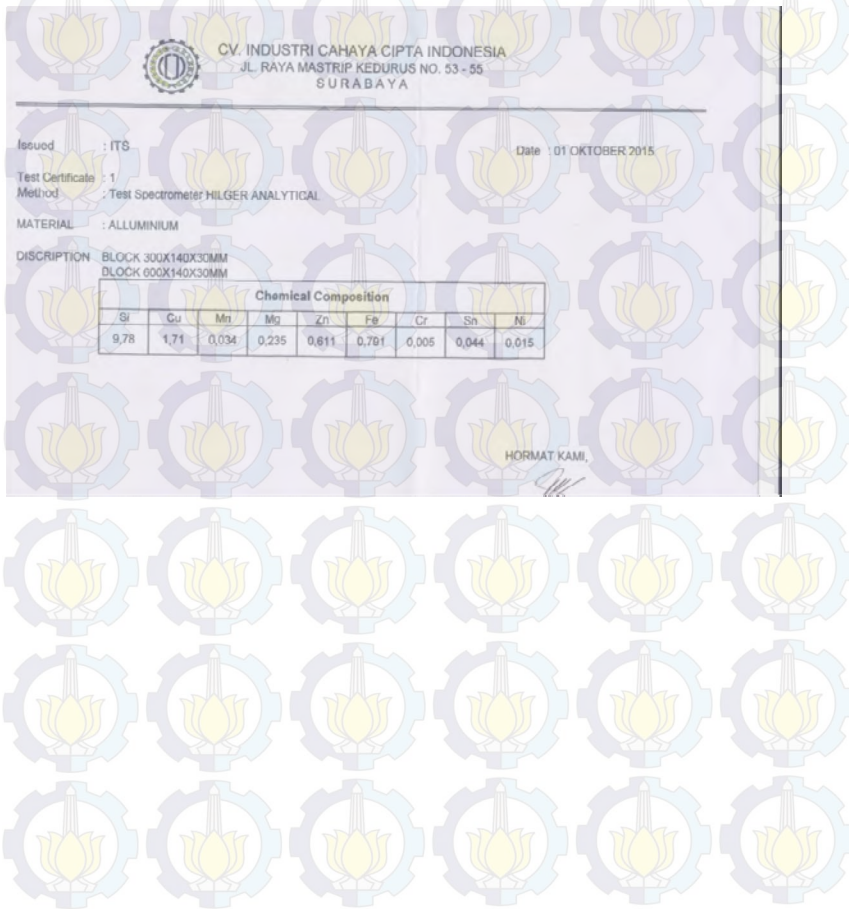 CV. INDUSTRI CAHAYA CIPTA INDONESIA
JL. RAYA MASTRIP KEDURUS NO. 53 - 55
SURABAYA
Issued : ITS
Date : 01 OKTOBER 2015
Test Certificate : 1
Method : Test Spectrometer HILGER ANALYTICAL
MATERIAL : ALLUMINIUM
DISCRIPTION BLOCK 300X140X30MM
BLOCK 600X140X30MM
Chemical Composition
Si Cu Mn Mg Zn Fe Cr Sn Ni
9,78 1,71 0,034 0,235 0,611 0,791 0,005 0,044 0,015
HORMAT KAMI,